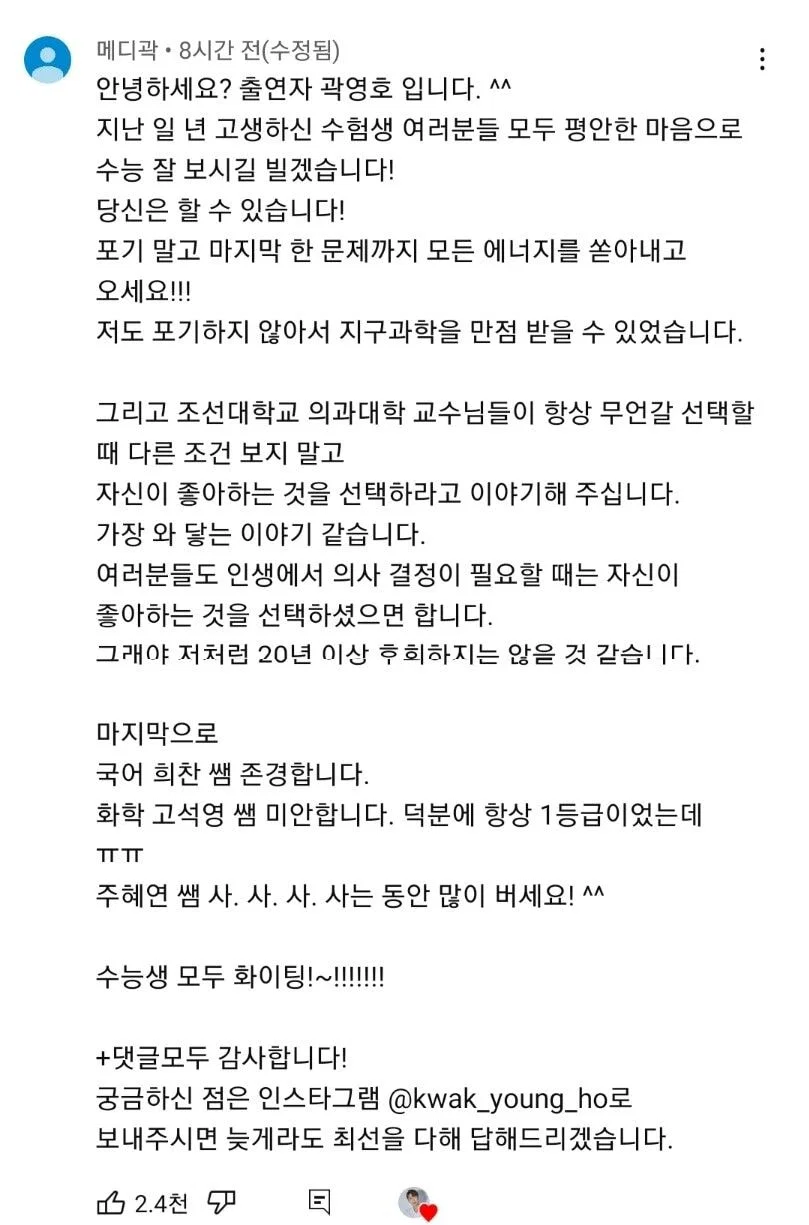 메디곽 • 8시간 전(수정됨)
안녕하세요? 출연자 곽영호 입니다. ^^
지난 일 년 고생하신 수험생 여러분들 모두 평안한 마음으로
수능 잘 보시길 빌겠습니다!
당신은 할 수 있습니다!
포기 말고 마지막 한 문제까지 모든 에너지를 쏟아내고
오세요!!!
저도 포기하지 않아서 지구과학을 만점 받을 수 있었습니다.
그리고 조선대학교 의과대학 교수님들이 항상 무언갈 선택할
때 다른 조건 보지 말고
자신이 좋아하는 것을 선택하라고 이야기해 주십니다.
가장 와 닿는 이야기 같습니다.
여러분들도 인생에서 의사 결정이 필요할 때는 자신이
좋아하는 것을 선택하셨으면 합니다.
그래야 저처럼 20년 이상 후회하지는 않을 것 같습니다.
마지막으로
국어 희찬 쌤 존경합니다.
화학 고석영 쌤 미안합니다. 덕분에 항상 1등급이었는데
ㅠㅠ
주혜연 쌤 사. 사. 사. 사는 동안 많이 버세요! ^^
수능생 모두 화이팅!~!!!!!!!
+댓글모두 감사합니다!
궁금하신 점은 인스타그램 @kwak_young_ho로
보내주시면 늦게라도 최선을 다해 답해드리겠습니다.
2.4천